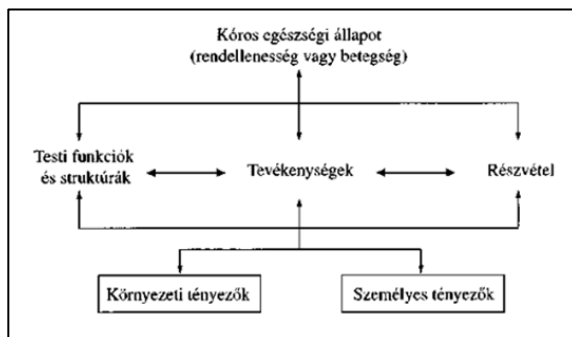 Kóros egészségi állapot
(rendellenesség vagy betegség)
Testi funkciók
és struktúrák
Tevékenységek
Részvétel
Környezeti tényezők
Személyes tényezők